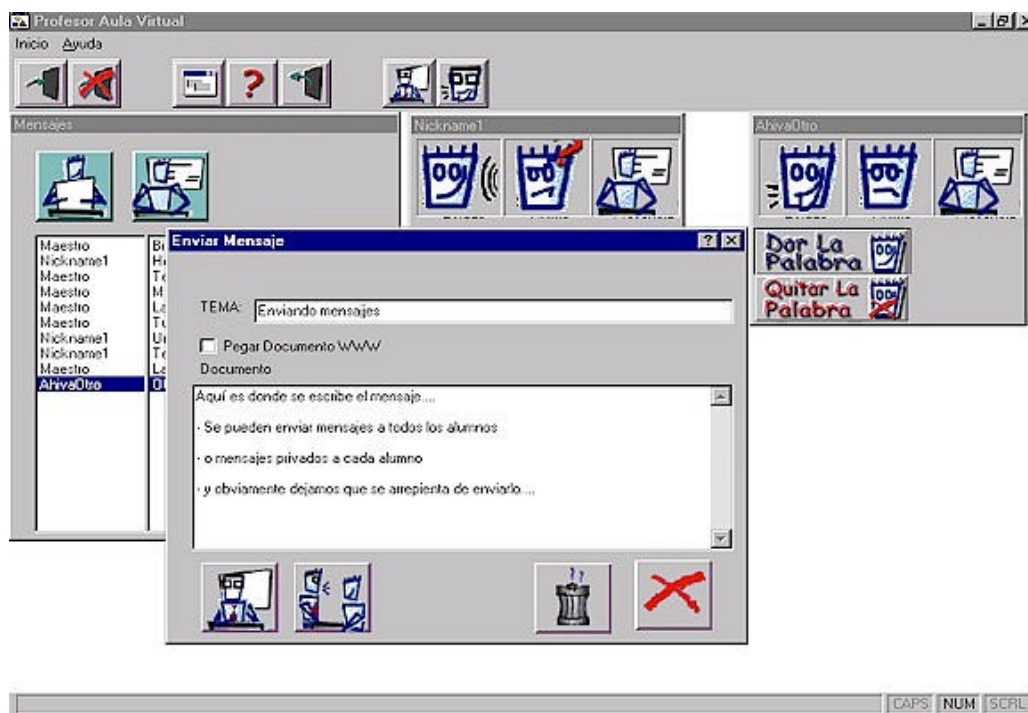 Profesor Aula Virtual
Inicio Ayuda
Mensajes
Nickname1
AhivaOtro
Maestro
Nickname1
Maestro
Maestro
Maestro
Maestro
Nickname1
Nickname1
Maestro
AhivaOtro
Dar La
Palabra
Quitar La
Palabra
Enviar Mensaje
TEMA: Enviando mensajes
Pegar Documento WWW
Documento
Aquí es donde se escribe el mensaje....
- Se pueden enviar mensajes a todos los alumnos
- o mensajes privados a cada alumno
- y obviamente dejamos que se arrepienta de enviarlo....
CAPS NUM SCRL